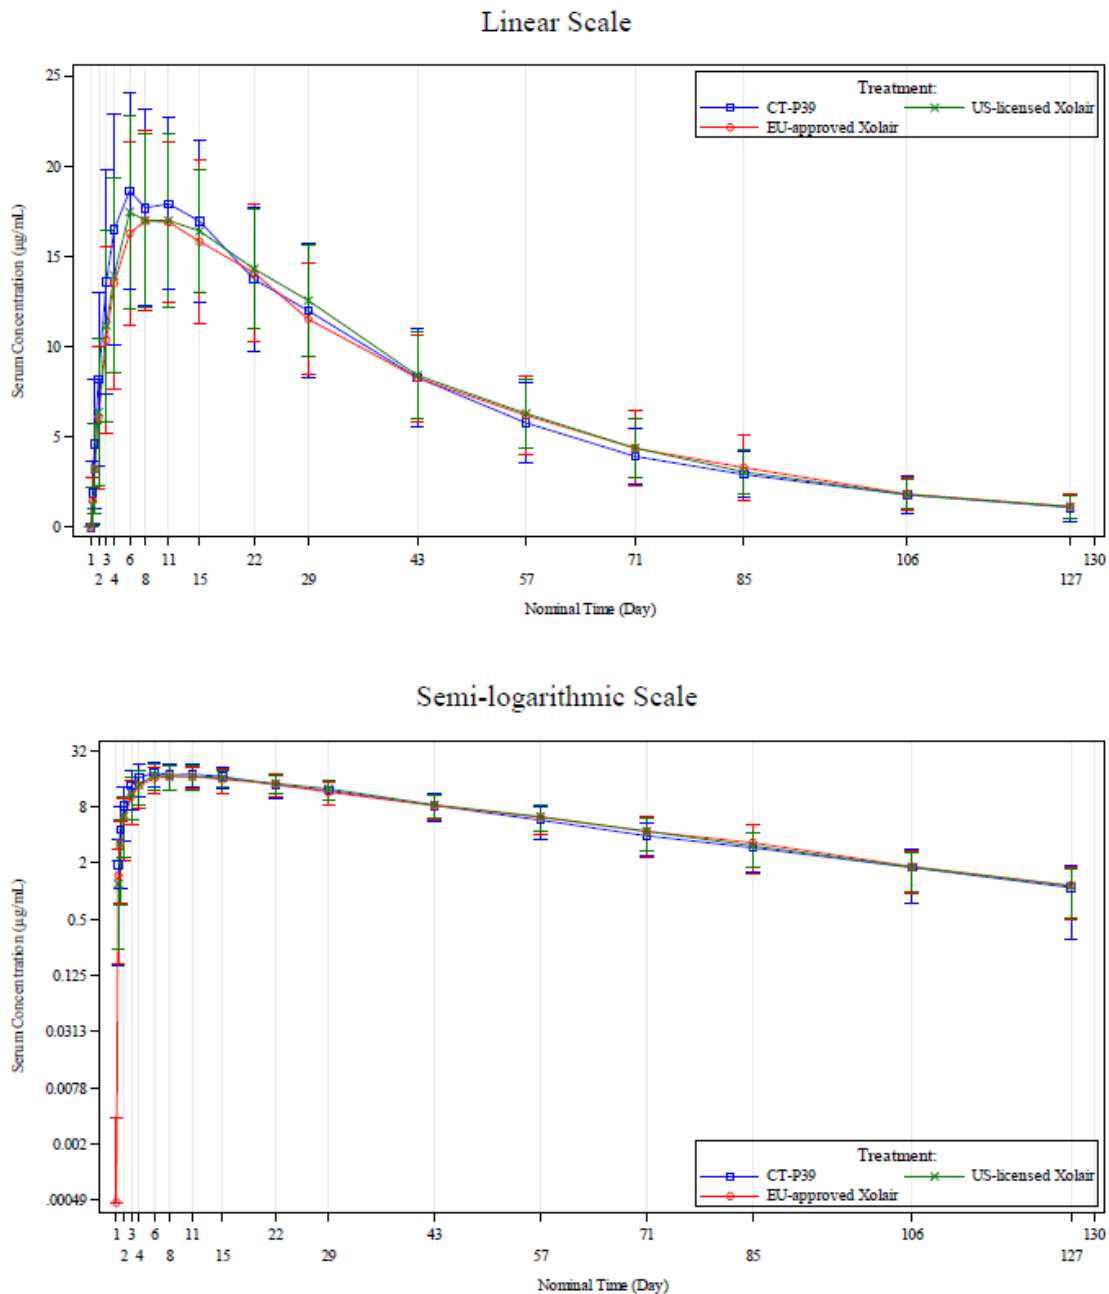 Linear Scale
Treatment:
CT-P39
US-licensed Xolair
EU-approved Xolair
Serum Concentration (µg/mL)
25
20
15
10
5
0
1 3 6 11 22 43 71 106 130
2 4 8 15 29 57 85 127
Nominal Time (Day)
Semi-logarithmic Scale
Serum Concentration (µg/mL)
32
8
2
0.5
0.125
0.0313
0.0078
0.002
.00049
Treatment:
CT-P39
US-licensed Xolair
EU-approved Xolair
1 3 6 11 22 43 71 106 130
2 4 8 15 29 57 85 127
Nominal Time (Day)